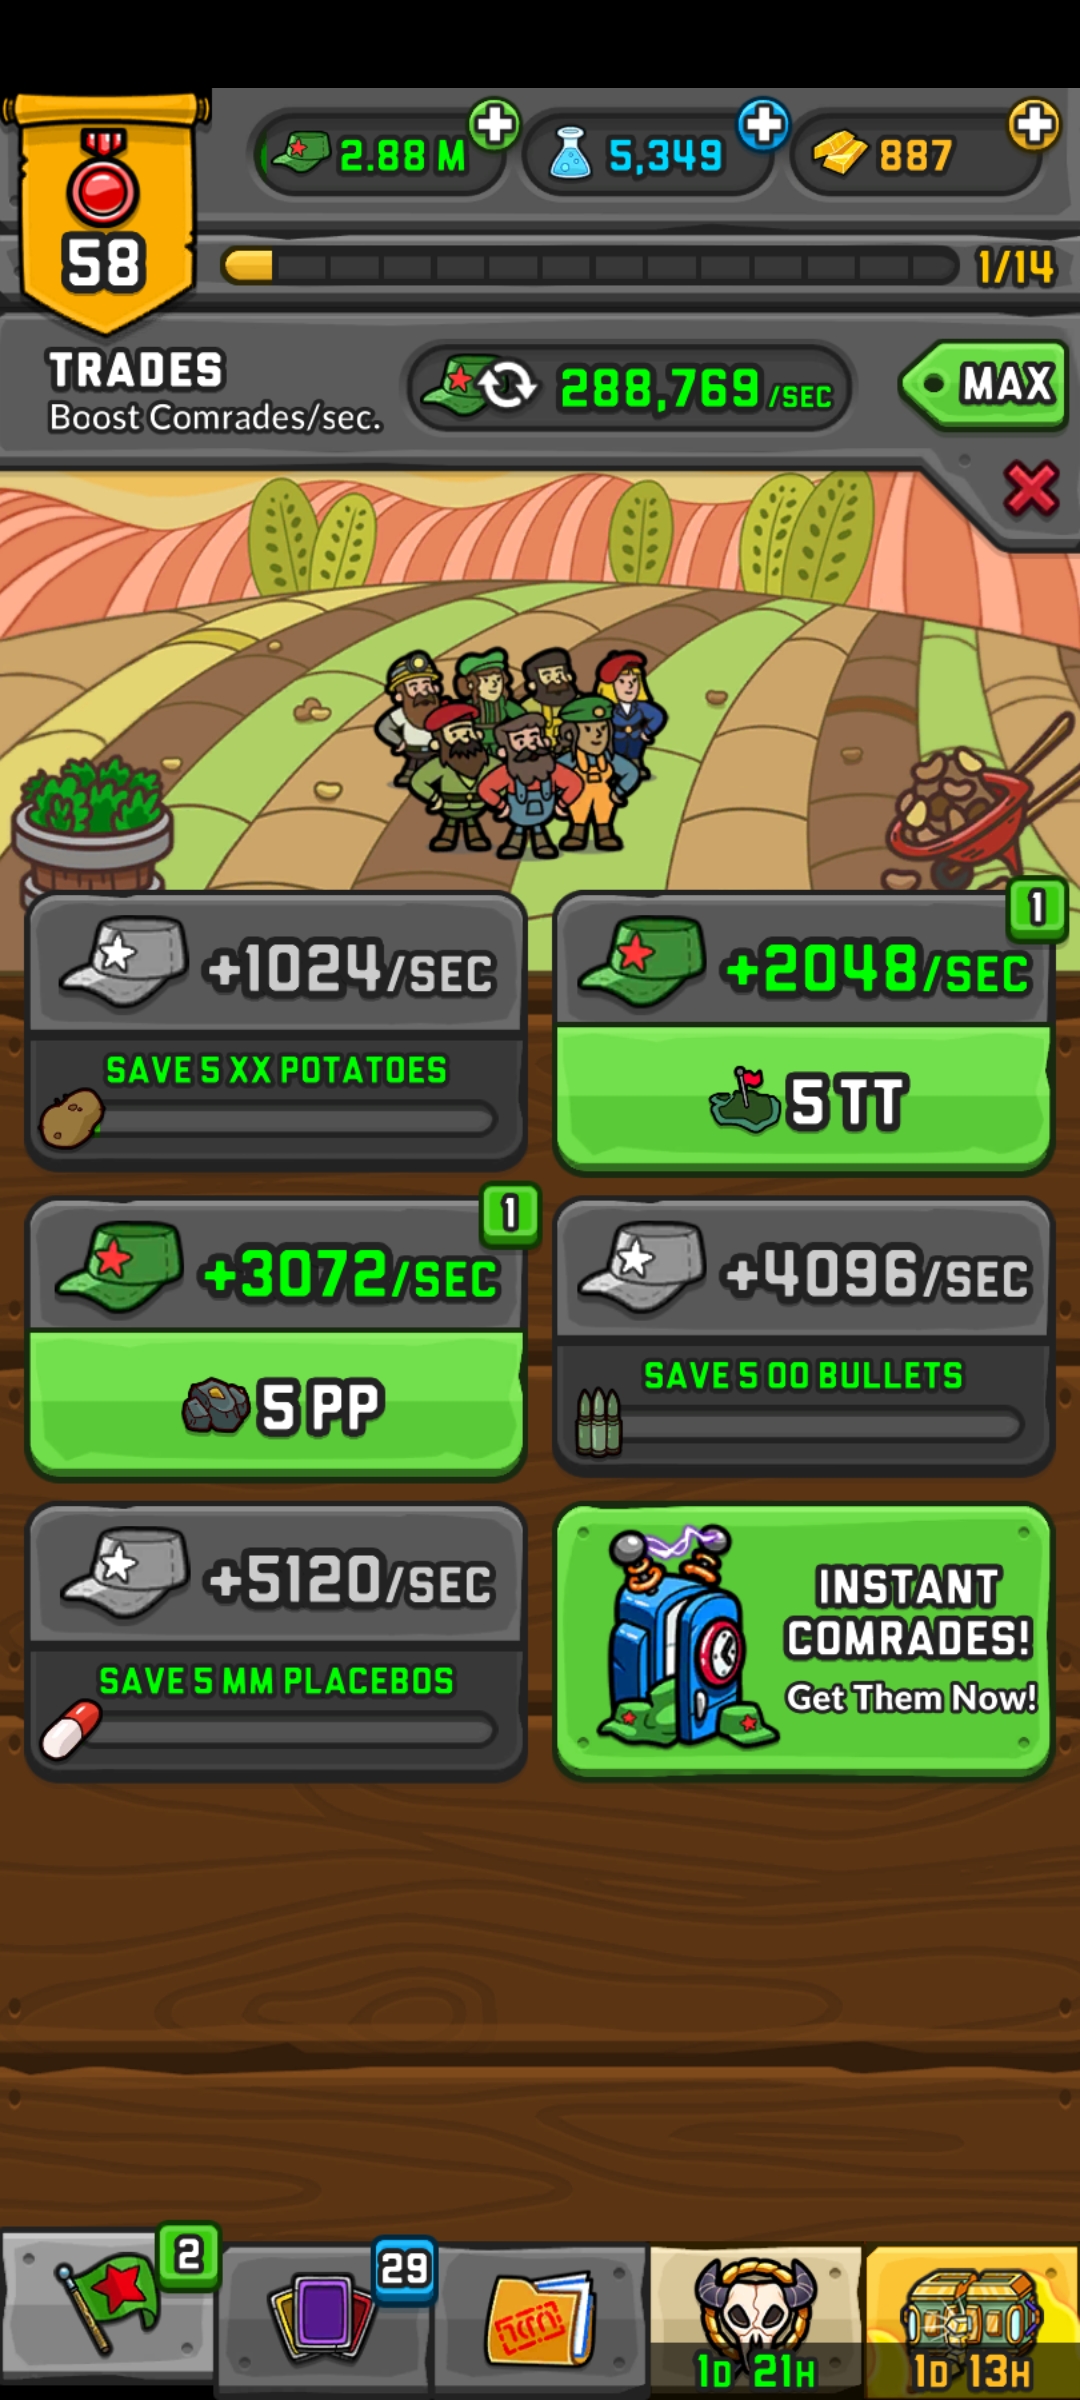 58
2.88 M
5,349
887
1/14
TRADES
Boost Comrades/sec.
288,769/SEC
MAX
+1024/SEC
SAVE 5 XX POTATOES
1
+2048/SEC
5 TT
1
+3072/SEC
5 PP
+4096/SEC
SAVE 5 OO BULLETS
+5120/SEC
SAVE 5 MM PLACEBOS
INSTANT
COMRADES!
Get Them Now!
2
29
1D 21H
1D 13H